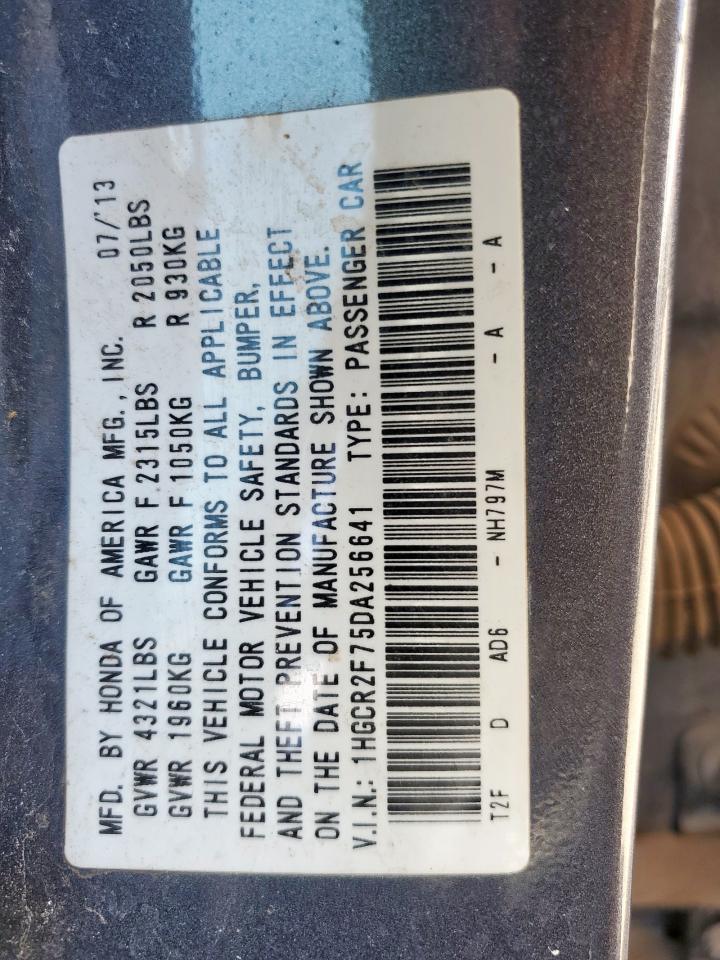 MFD. BY HONDA OF AMERICA MFG., INC. 07/'13
GVWR 4321LBS GAWR F 2315LBS R 2050LBS
GVWR 1960KG GAWR F 1050KG R 930KG
THIS VEHICLE CONFORMS TO ALL APPLICABLE
FEDERAL MOTOR VEHICLE SAFETY, BUMPER,
AND THEFT PREVENTION STANDARDS IN EFFECT
ON THE DATE OF MANUFACTURE SHOWN ABOVE.
V.I.N.: 1HGCR2F75DA256641 TYPE: PASSENGER CAR
T2F D AD6 - NH797M - A - A